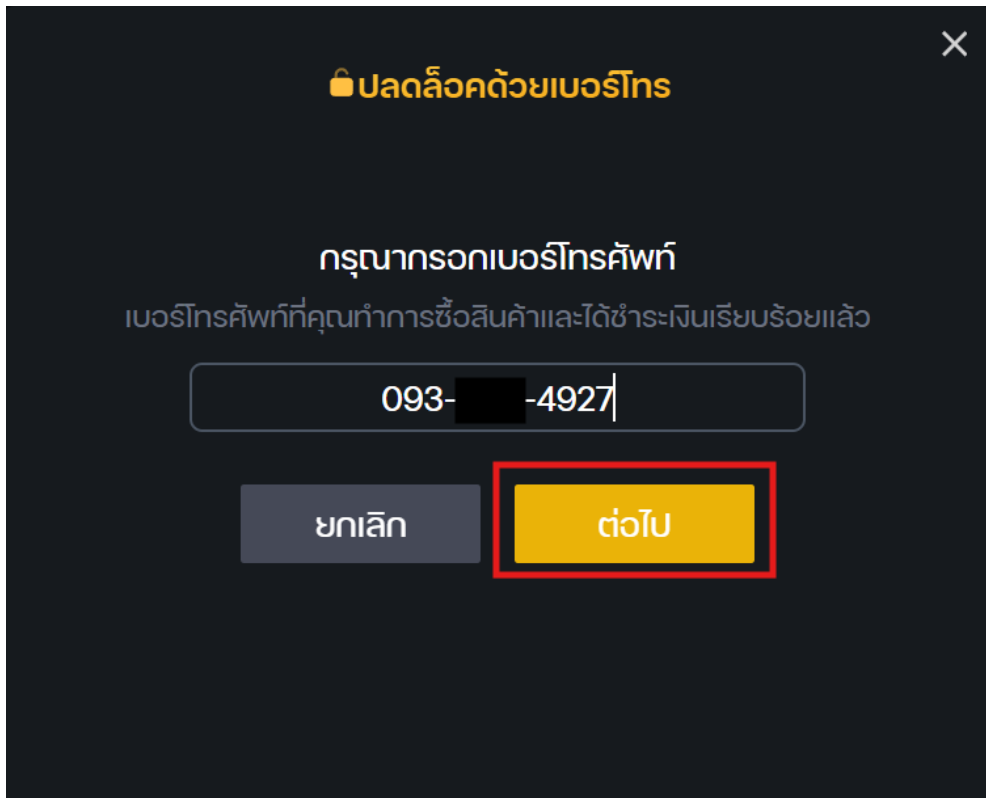 ปลดล็อคด้วยเบอร์โทร
กรุณากรอกเบอร์โทรศัพท์
เบอร์โทรศัพท์ที่คุณทำการซื้อสินค้าและได้ชำระเงินเรียบร้อยแล้ว
093- -4927
ยกเลิก ต่อไป